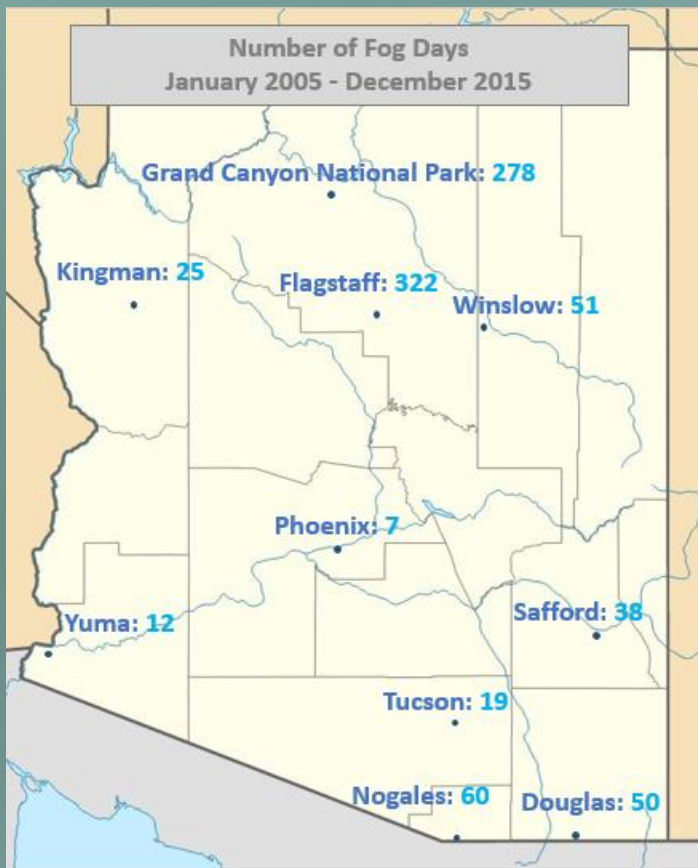 Number of Fog Days
January 2005 - December 2015
Grand Canyon National Park: 278
Kingman: 25
Flagstaff: 322
Winslow: 51
Phoenix: 7
Yuma: 12
Safford: 38
Tucson: 19
Nogales: 60
Douglas: 50